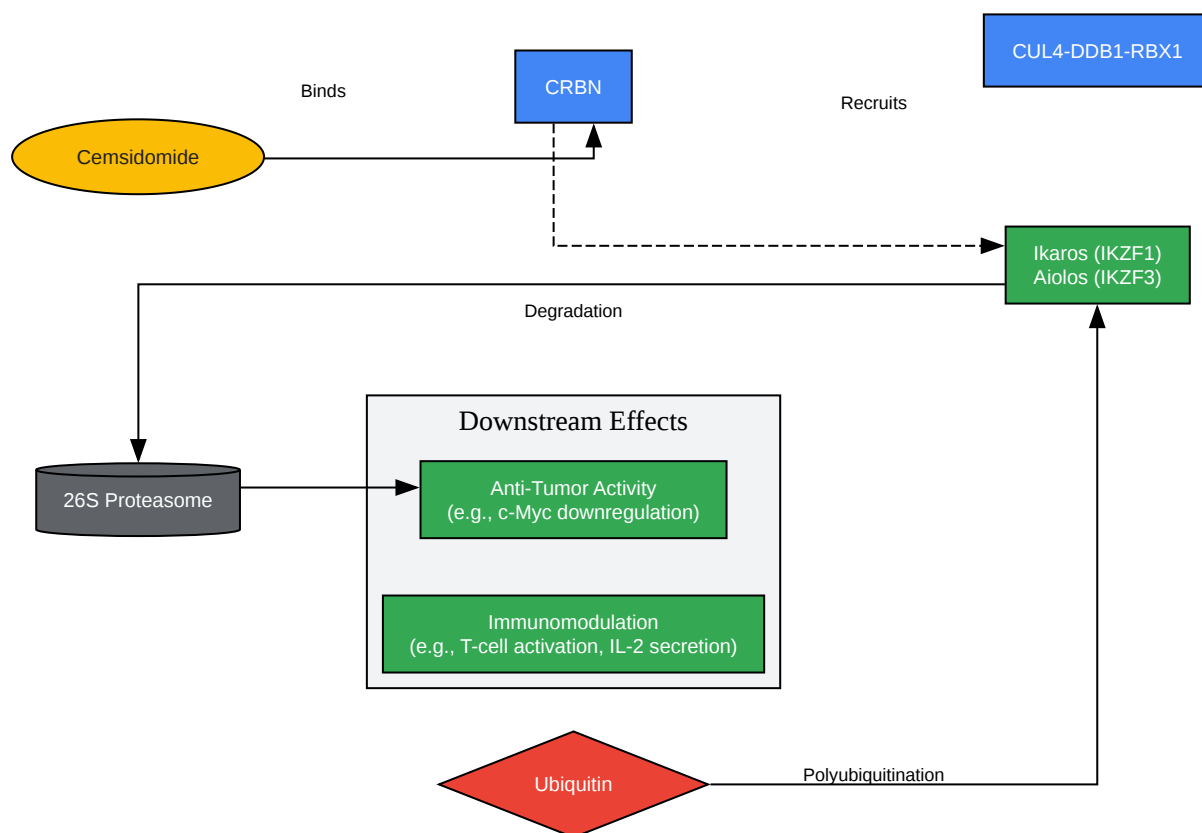 CUL4-DDB1-RBX1
CRBN
Binds
Recruits
Cemsidomide
Ikaros (IKZF1)
Aiolos (IKZF3)
Degradation
Downstream Effects
26S Proteasome
Anti-Tumor Activity
(e.g., c-Myc downregulation)
Immunomodulation
(e.g., T-cell activation, IL-2 secretion)
Ubiquitin
Polyubiquitination